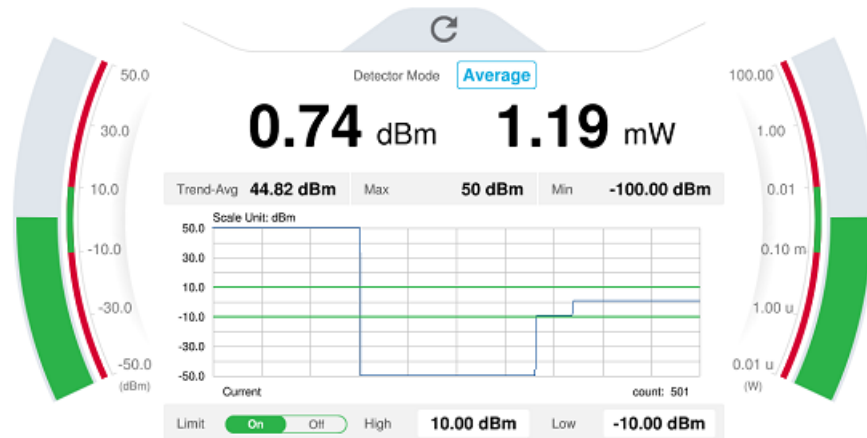 Detector Mode Average
0.74 dBm 1.19 mW
Trend-Avg 44.82 dBm Max 50 dBm Min -100.00 dBm
Scale Unit: dBm
50.0
30.0
10.0
-10.0
-30.0
-50.0
Current count: 501
Limit On Off High 10.00 dBm Low -10.00 dBm
50.0
30.0
10.0
-10.0
-30.0
-50.0
(dBm)
100.00
1.00
0.01
0.10 m
1.00 u
0.01 u
(W)